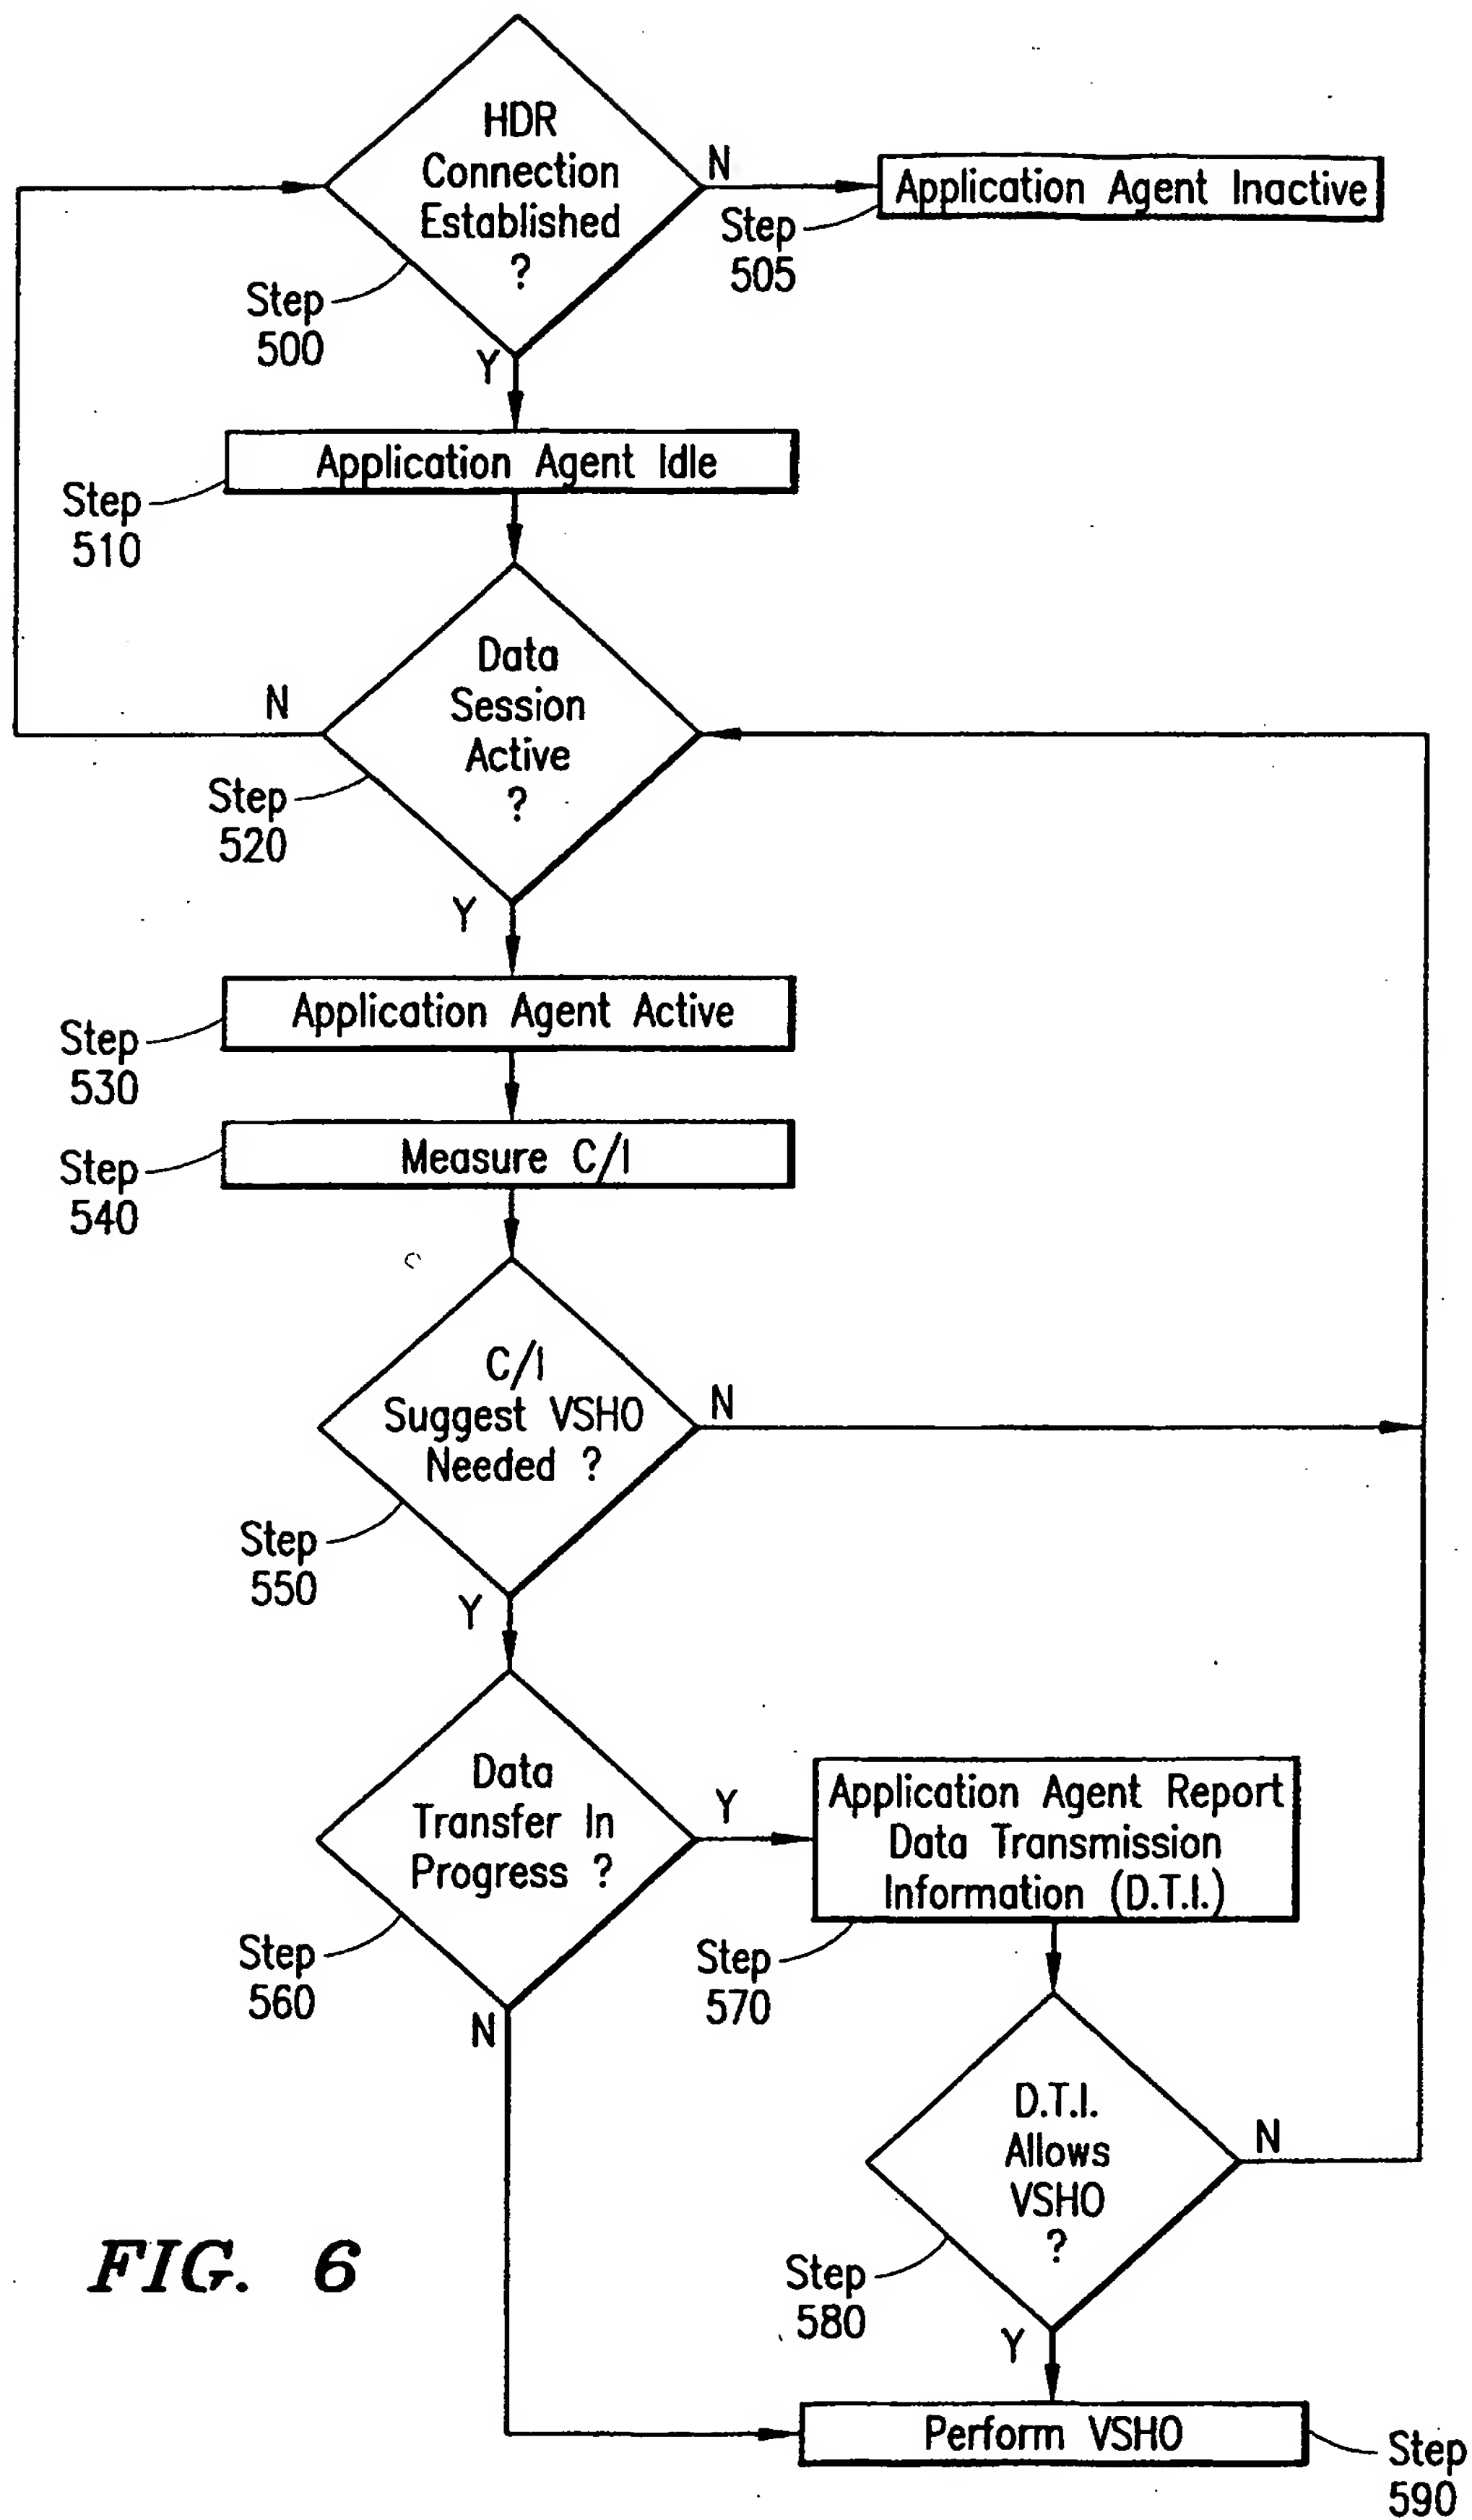 HDR
Connection
Established
?
N
Application Agent Inactive
Step
505
Step
500
Y
Application Agent Idle
Step
510
Data
Session
Active
?
N
Step
520
Y
Application Agent Active
Step
530
Measure C/I
Step
540
C/I
Suggest VSHO
Needed ?
N
Step
550
Y
Data
Transfer In
Progress ?
Y
Application Agent Report
Data Transmission
Information (D.T.I.)
Step
560
Step
570
N
D.T.I.
Allows
VSHO
?
N
Step
580
Y
Perform VSHO
Step
590
FIG. 6